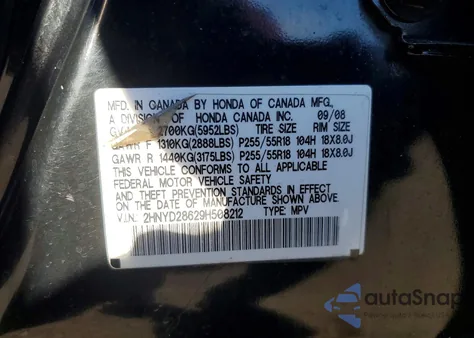 MFD. IN CANADA BY HONDA OF CANADA MFG.,
A DIVISION OF HONDA CANADA INC. 09/08
2700KG(5952LBS) TIRE SIZE RIM SIZE
GAWR F 1310KG(2888LBS) P255/55R18 104H 18X8.0J
GAWR R 1440KG(3175LBS) P255/55R18 104H 18X8.0J
THIS VEHICLE CONFORMS TO ALL APPLICABLE
FEDERAL MOTOR VEHICLE SAFETY
AND THEFT PREVENTION STANDARDS IN EFFECT
ON THE DATE OF MANUFACTURE SHOWN ABOVE.
V.I.N.: 2HNYD28629H508212 TYPE: MPV
autoSnap